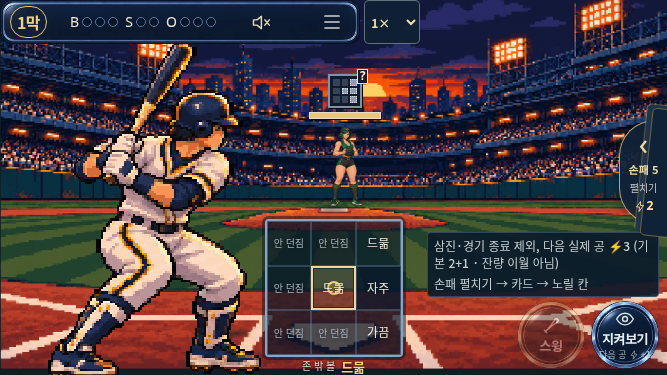 1막 B○○○ S○○ O○○○
1×
?
손패 5
펼치기
⚡2
안 던짐 안 던짐 드묾
자주
안 던짐 안 던짐 가끔
안 던짐
존 밖 볼 드묾
삼진·경기 종료 제외, 다음 실제 공 ⚡3 (기
본 2+1 · 잔량 이월 아님)
손패 펼치기 → 카드 → 노릴 칸
스윙
지켜보기
다음 공